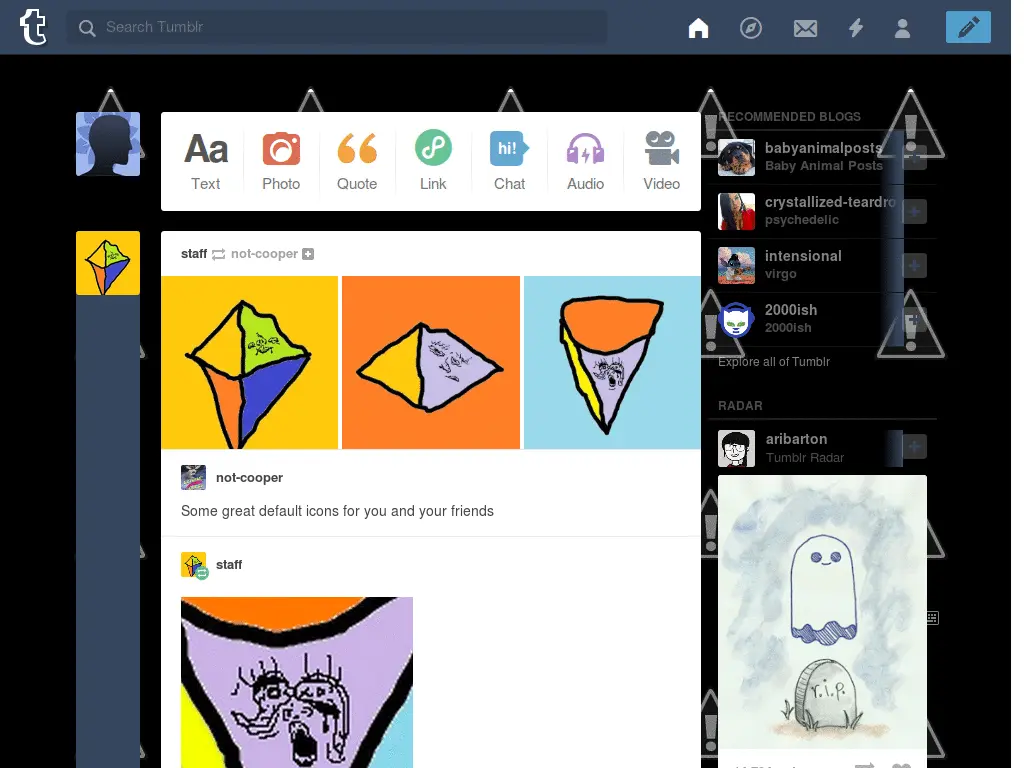 t
Search Tumblr
Aa
hi!
Text
Photo
Quote
Link
Chat
Audio
Video
staff not-cooper
not-cooper
Some great default icons for you and your friends
staff
RECOMMENDED BLOGS
babyanimalposts
Baby Animal Posts
crystallized-teardro
psychedelic
intensional
virgo
2000ish
2000ish
Explore all of Tumblr
RADAR
aribarton
Tumblr Radar
r.i.p.